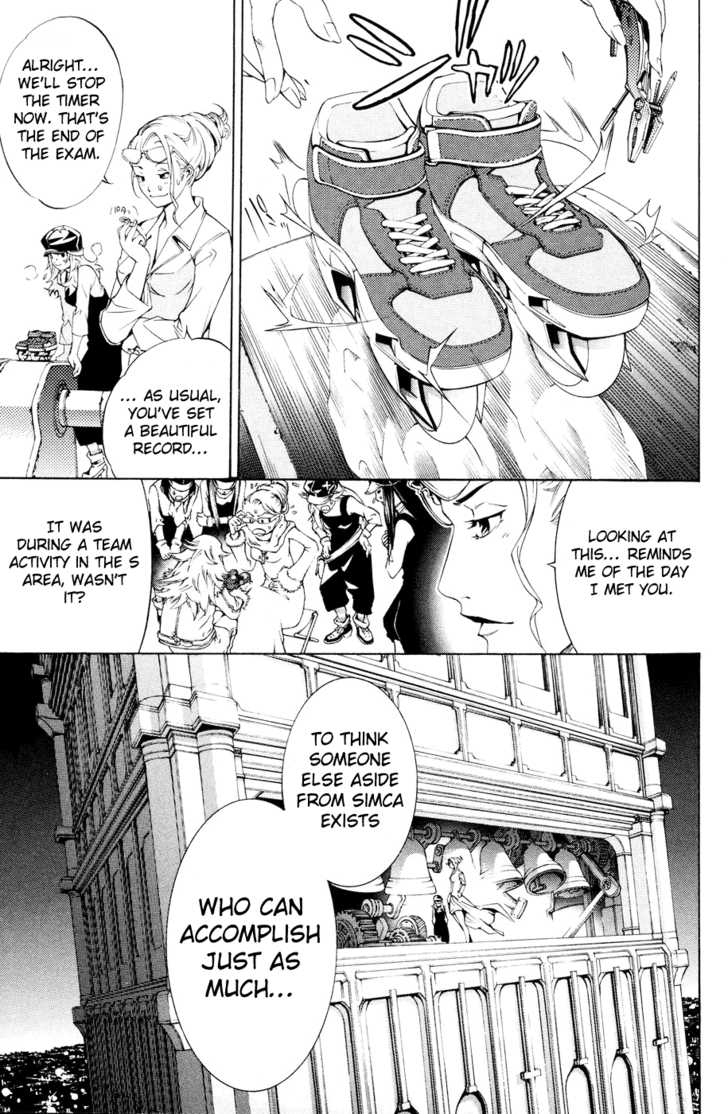 ALRIGHT...
WE'LL STOP
THE TIMER
NOW. THAT'S
THE END OF
THE EXAM.
... AS USUAL,
YOU'VE SET
A BEAUTIFUL
RECORD...
LOOKING AT
THIS... REMINDS
ME OF THE DAY
I MET YOU.
IT WAS
DURING A TEAM
ACTIVITY IN THE S
AREA, WASN'T
IT?
TO THINK
SOMEONE
ELSE ASIDE
FROM SIMCA
EXISTS
WHO CAN
ACCOMPLISH
JUST AS
MUCH...